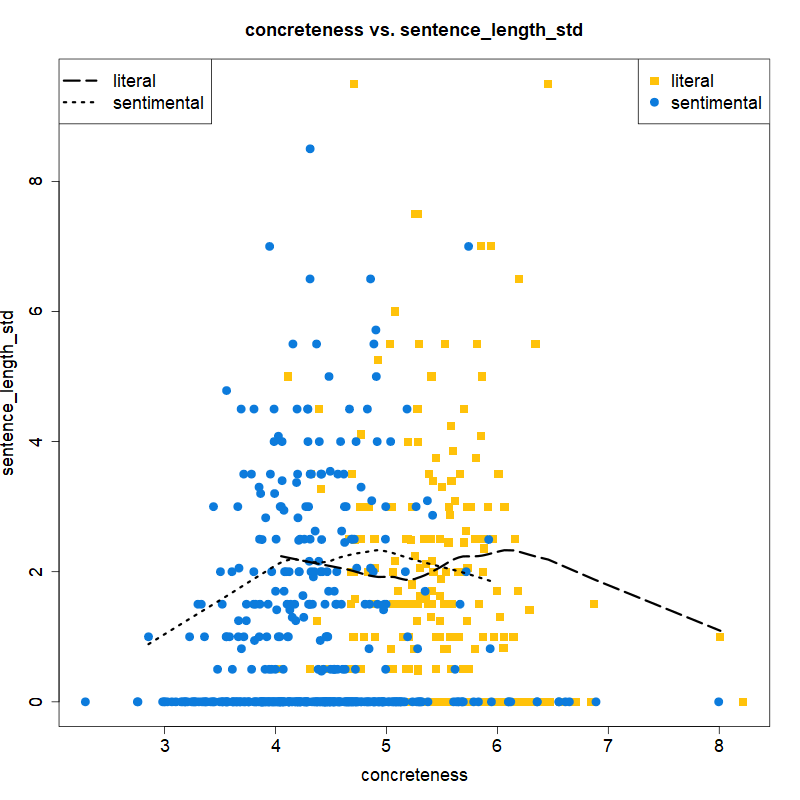 concreteness vs. sentence_length_std
literal
sentimental
literal
sentimental
sentence_length_std
8
6
4
2
0
3 4 5 6 7 8
concreteness